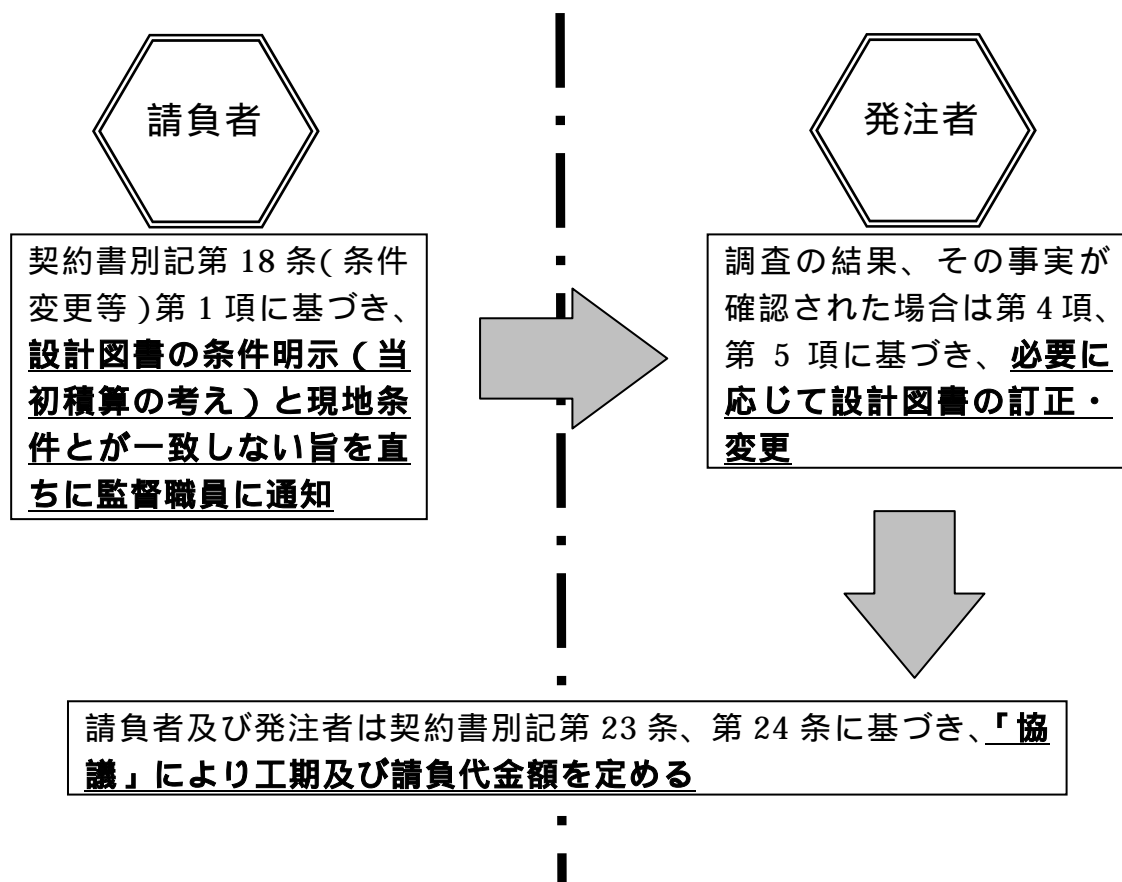 請負者
契約書別記第 18 条( 条件
変更等 )第 1 項に基づき、
設計図書の条件明示（当
初積算の考え）と現地条
件とが一致しない旨を直
ちに監督職員に通知
発注者
調査の結果、その事実が
確認された場合は第 4 項、
第 5 項に基づき、必要に
応じて設計図書の訂正・
変更
請負者及び発注者は契約書別記第 23 条、第 24 条に基づき、「協
議」により工期及び請負代金額を定める